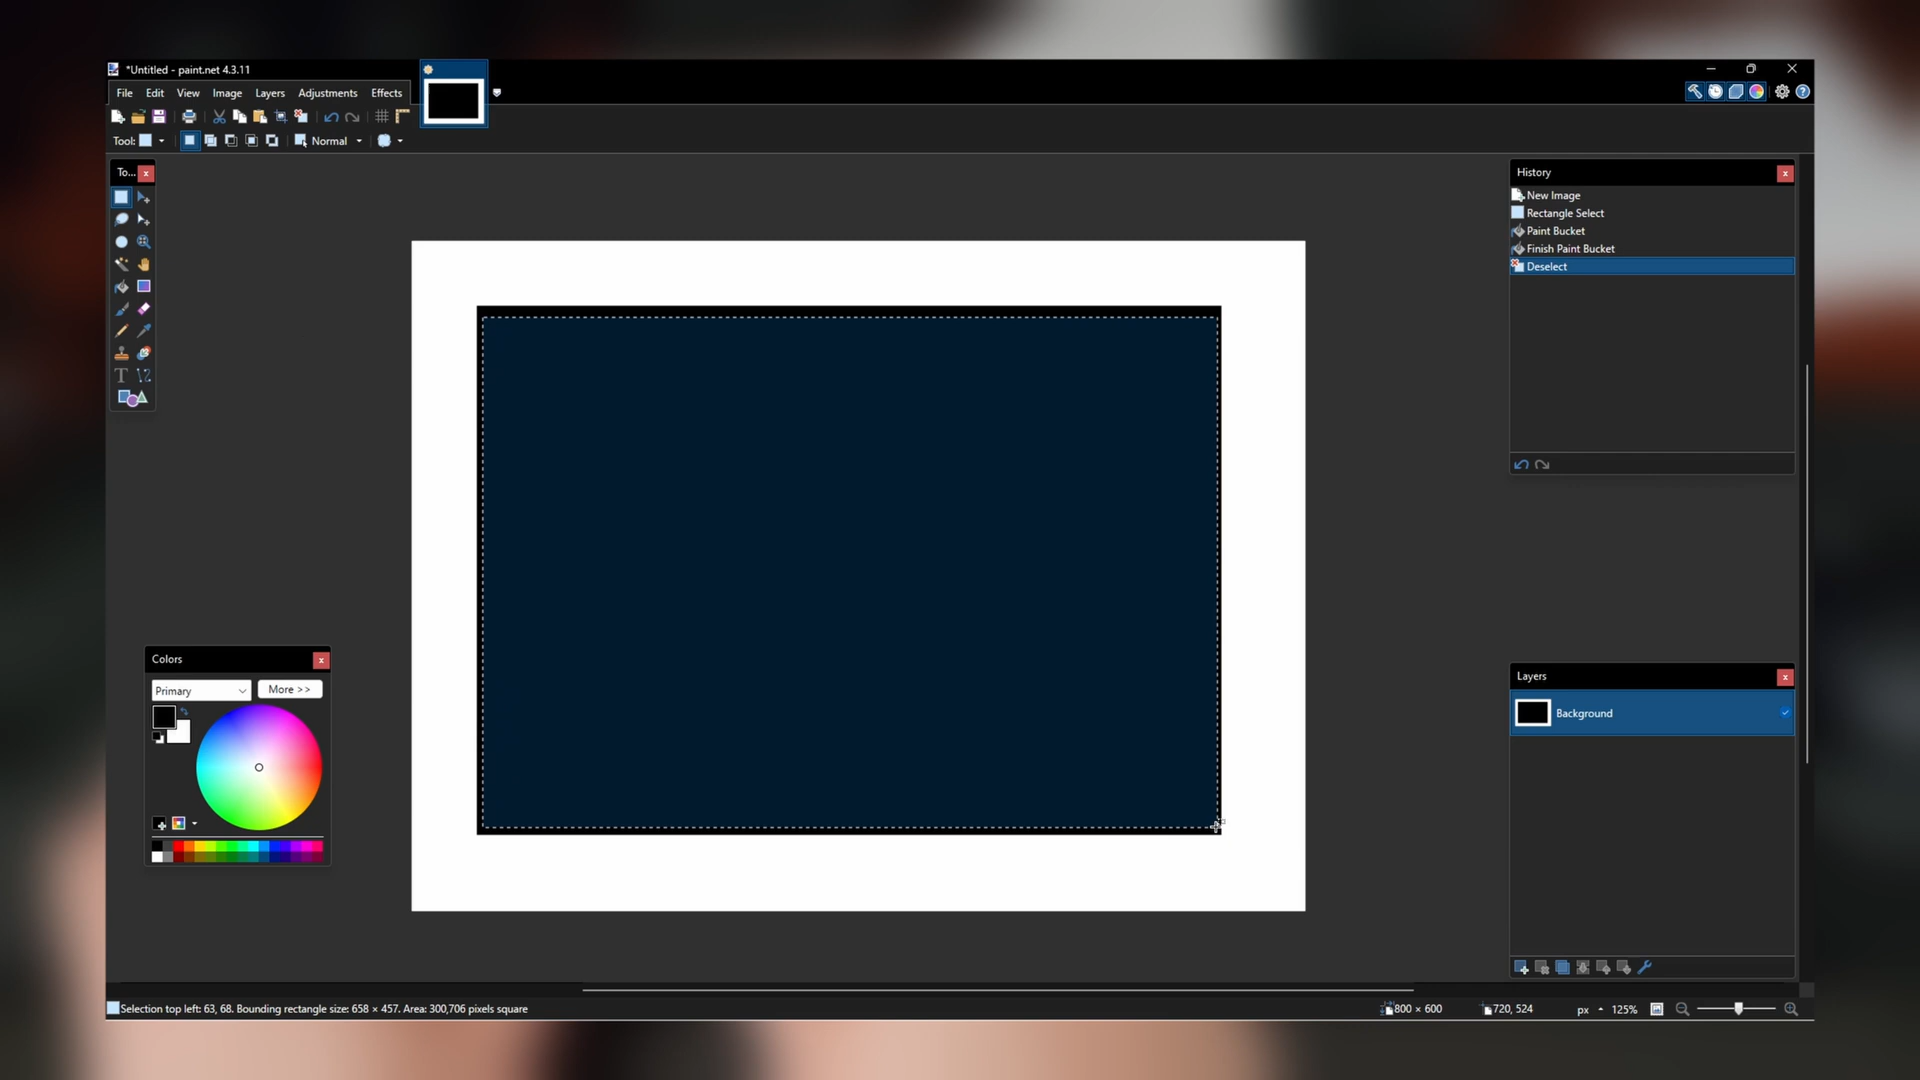 *Untitled - paint.net 4.3.11
File Edit View Image Layers Adjustments Effects
Tool: Normal
To...
History
New Image
Rectangle Select
Paint Bucket
Finish Paint Bucket
Deselect
Colors
Primary More >>
Layers
Background
Selection top left: 63, 68. Bounding rectangle size: 658 × 457. Area: 300,706 pixels square 800 × 600 720, 524 px 125%